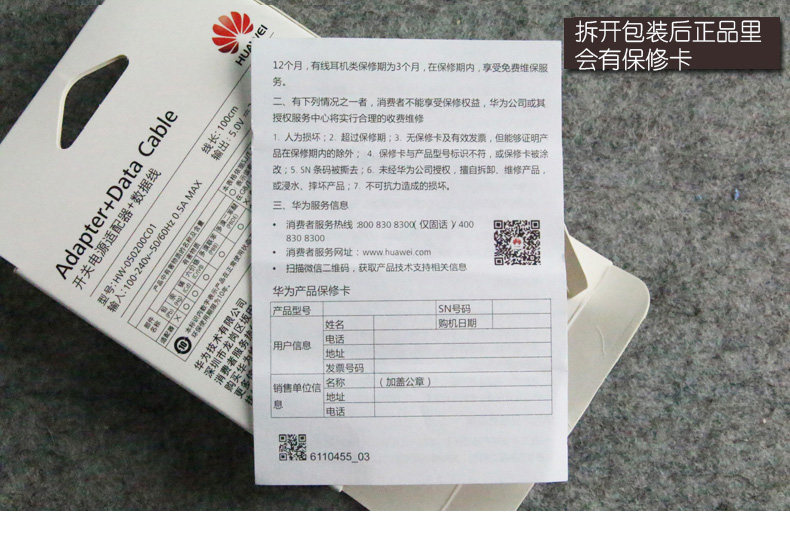 拆开包装后正品里
会有保修卡
HUAWEI
Adapter+Data Cable
开关电源适配器+数据线
型号: HW-050200C01
输入: 100-240v~50/60Hz 0.5A MAX
线长: 100cm
输出: 5.0V
华为技术有限公司
12个月，有线耳机类保修期为3个月，在保修期内，享受免费维保服
务。
二、有下列情况之一者，消费者不能享受保修权益，华为公司或其
授权服务中心将实行合理的收费维修
1. 人为损坏；2. 超过保修期；3. 无保修卡及有效发票，但能够证明产
品在保修期内的除外； 4. 保修卡与产品型号标识不符，或保修卡被涂
改；5. SN 条码被撕去；6. 未经华为公司授权，擅自拆卸、维修产品，
或浸水、摔坏产品；7. 不可抗力造成的损坏。
三、华为服务信息
• 消费者服务热线 :800 830 8300( 仅固话 )/ 400
830 8300
• 消费者服务网址：www.huawei.com
• 扫描微信二维码，获取产品技术支持相关信息
华为产品保修卡
产品型号 SN号码
用户信息 姓名 购机日期
电话
地址
发票号码
销售单位信
息
名称 （加盖公章）
地址
电话
6110455_03